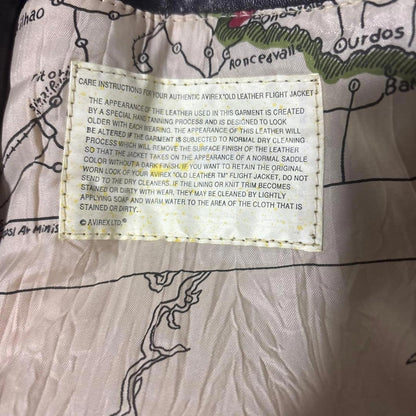 ilhao
Roncevalle
ourdos
Ba
CARE INSTRUCTIONS FOR YOUR AUTHENTIC AVIREX "OLD LEATHER FLIGHT JACKET
THE APPEARANCE OF THE LEATHER USED IN THIS GARMENT IS CREATED
BY A SPECIAL HAND TANNING PROCESS AND IS DESIGNED TO LOOK
OLDER WITH EACH WEARING. THE APPEARANCE OF THIS LEATHER WILL
BE ALTERED IF THE GARMENT IS SUBJECTED TO NORMAL DRY CLEANING
PROCESS WHICH WILL REMOVE THE SURFACE FINISH OF THE LEATHER
SO THAT THE JACKET TAKES ON THE APPEARANCE OF A NORMAL SADDLE
COLOR WITHOUT A DARK FINISH. IF YOU WANT TO RETAIN THE ORIGINAL
WORN LOOK OF YOUR AVIREX "OLD LEATHER TM" FLIGHT JACKET, DO NOT
SEND TO THE DRY CLEANERS. IF THE LINING OR KNIT TRIM BECOMES
STAINED OR DIRTY WITH WEAR, THEY MAY BE CLEANED BY LIGHTLY
APPLYING SOAP AND WARM WATER TO THE AREA OF THE CLOTH THAT IS
STAINED OR DIRTY.
© AVIREX LTD.